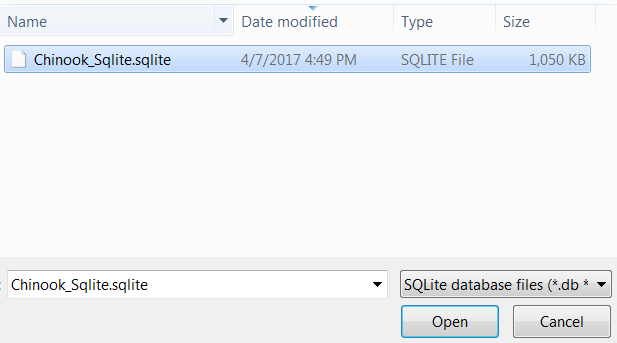 Name Date modified Type Size
Chinook_Sqlite.sqlite 4/7/2017 4:49 PM SQLITE File 1,050 KB
Chinook_Sqlite.sqlite SQLite database files (*.db *
Open Cancel